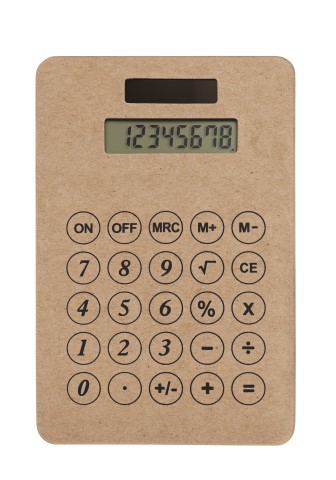 12345678
ON OFF MRC M+ M-
7 8 9 √ CE
4 5 6 % X
1 2 3 - ÷
0 · +/- + =